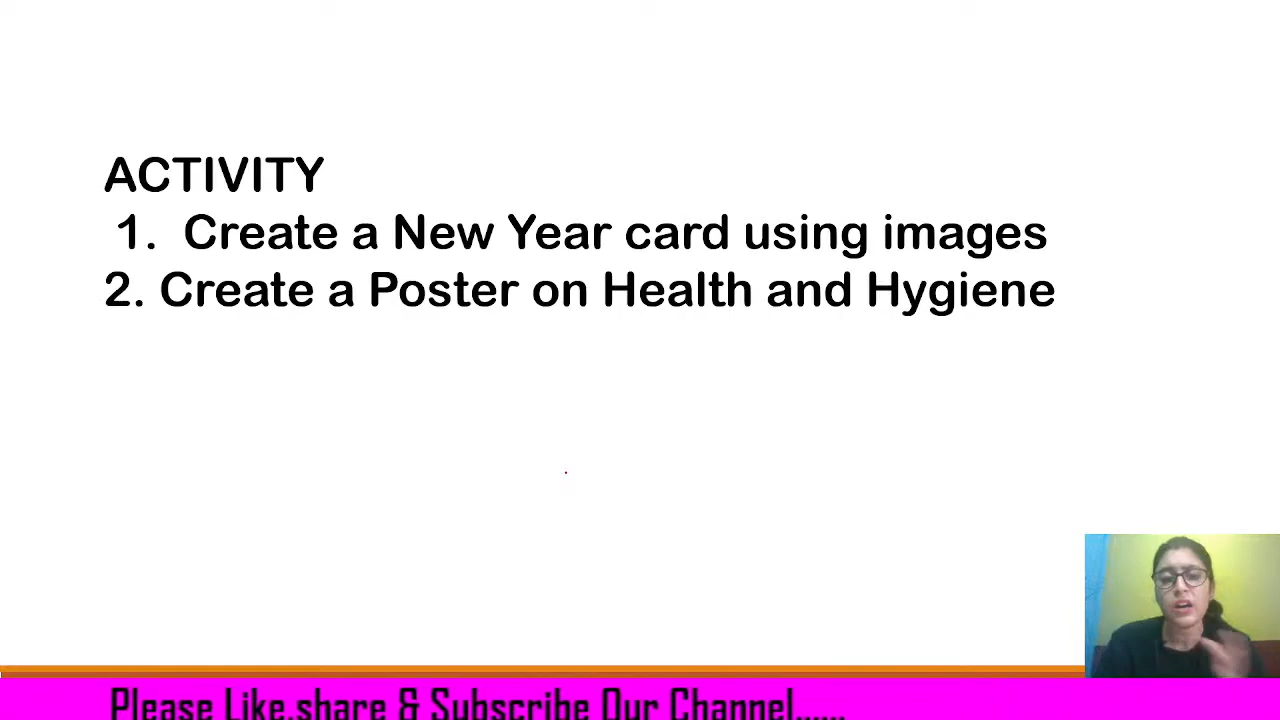 ACTIVITY
1. Create a New Year card using images
2. Create a Poster on Health and Hygiene
Please Like,share & Subscribe Our Channel......